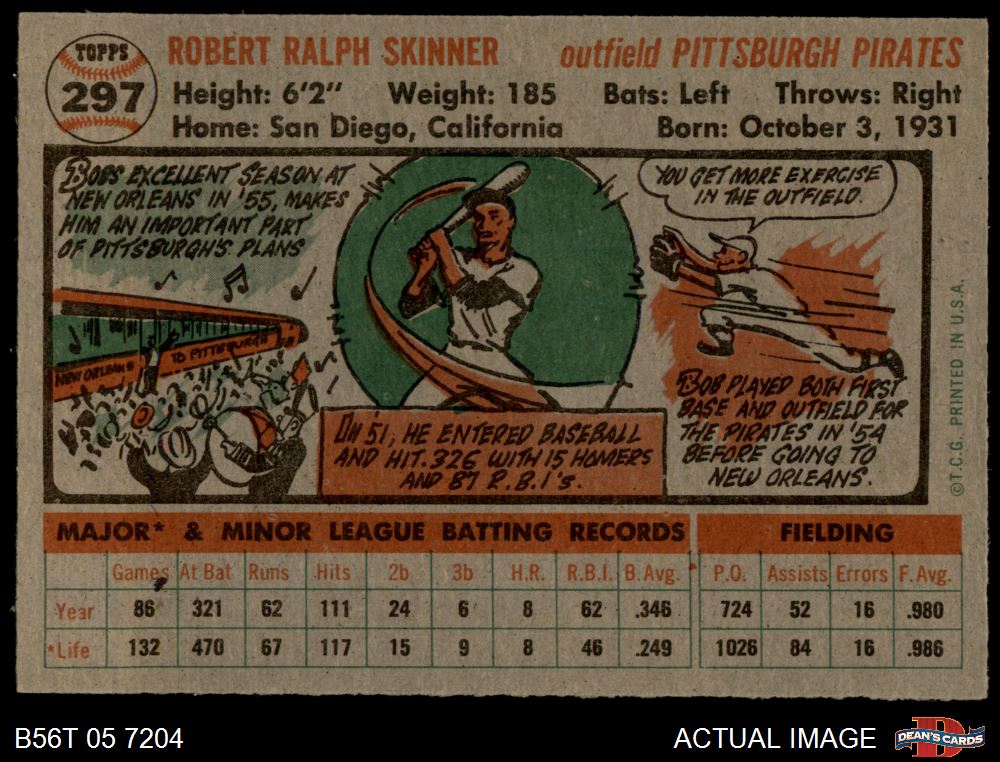 TOPPS
297
ROBERT RALPH SKINNER outfield PITTSBURGH PIRATES
Height: 6'2" Weight: 185 Bats: Left Throws: Right
Home: San Diego, California Born: October 3, 1931
BOBS EXCELLENT SEASON AT
NEW ORLEANS IN '55, MAKES
HIM AN IMPORTANT PART
OF PITTSBURGH'S PLANS
NEW ORLEANS TO PITTSBURGH
IN 51, HE ENTERED BASEBALL
AND HIT .326 WITH 15 HOMERS
AND 87 R.B.I's.
YOU GET MORE EXERCISE
IN THE OUTFIELD.
BOB PLAYED BOTH FIRST
BASE AND OUTFIELD FOR
THE PIRATES IN '54
BEFORE GOING TO
NEW ORLEANS.
©T.C.G. PRINTED IN U.S.A.
MAJOR* & MINOR LEAGUE BATTING RECORDS FIELDING
Games At Bat Runs Hits 2b 3b H.R. R.B.I. B.Avg. P.O. Assists Errors F.Avg.
Year 86 321 62 111 24 6 8 62 .346 724 52 16 .980
*Life 132 470 67 117 15 9 8 46 .249 1026 84 16 .986
B56T 05 7204 ACTUAL IMAGE DEAN'S CARDS